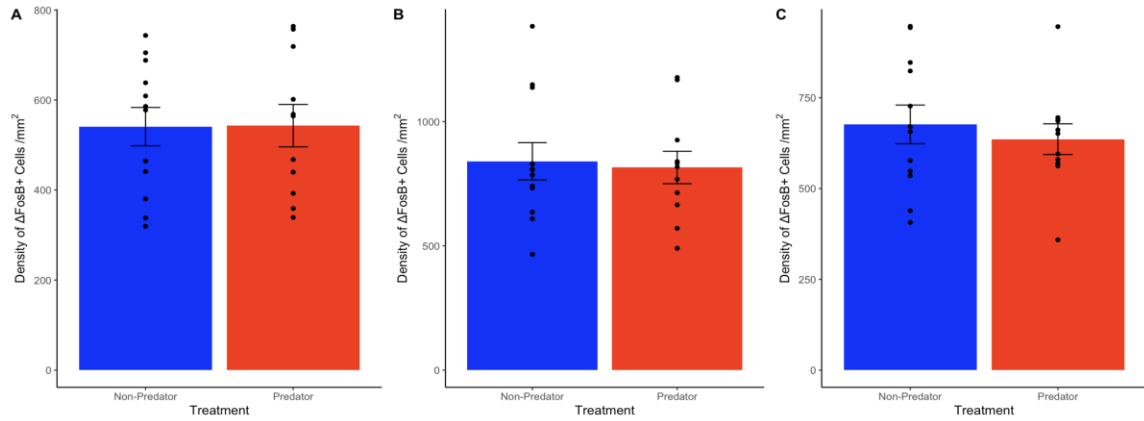 A
Density of ΔFosB+ Cells /mm²
800
600
400
200
0
Non-Predator Predator
Treatment
B
Density of ΔFosB+ Cells /mm²
1000
500
0
Non-Predator Predator
Treatment
C
Density of ΔFosB+ Cells /mm²
750
500
250
0
Non-Predator Predator
Treatment